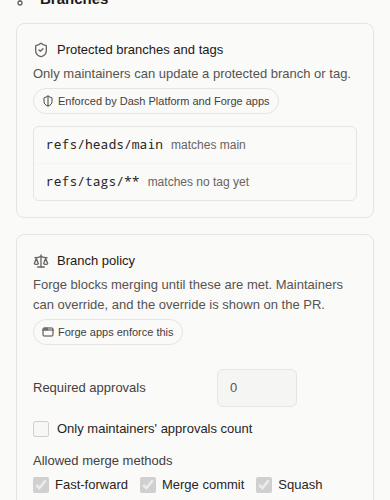 Branches
Protected branches and tags
Only maintainers can update a protected branch or tag.
Enforced by Dash Platform and Forge apps
refs/heads/main matches main
refs/tags/** matches no tag yet
Branch policy
Forge blocks merging until these are met. Maintainers
can override, and the override is shown on the PR.
Forge apps enforce this
Required approvals 0
Only maintainers' approvals count
Allowed merge methods
Fast-forward Merge commit Squash